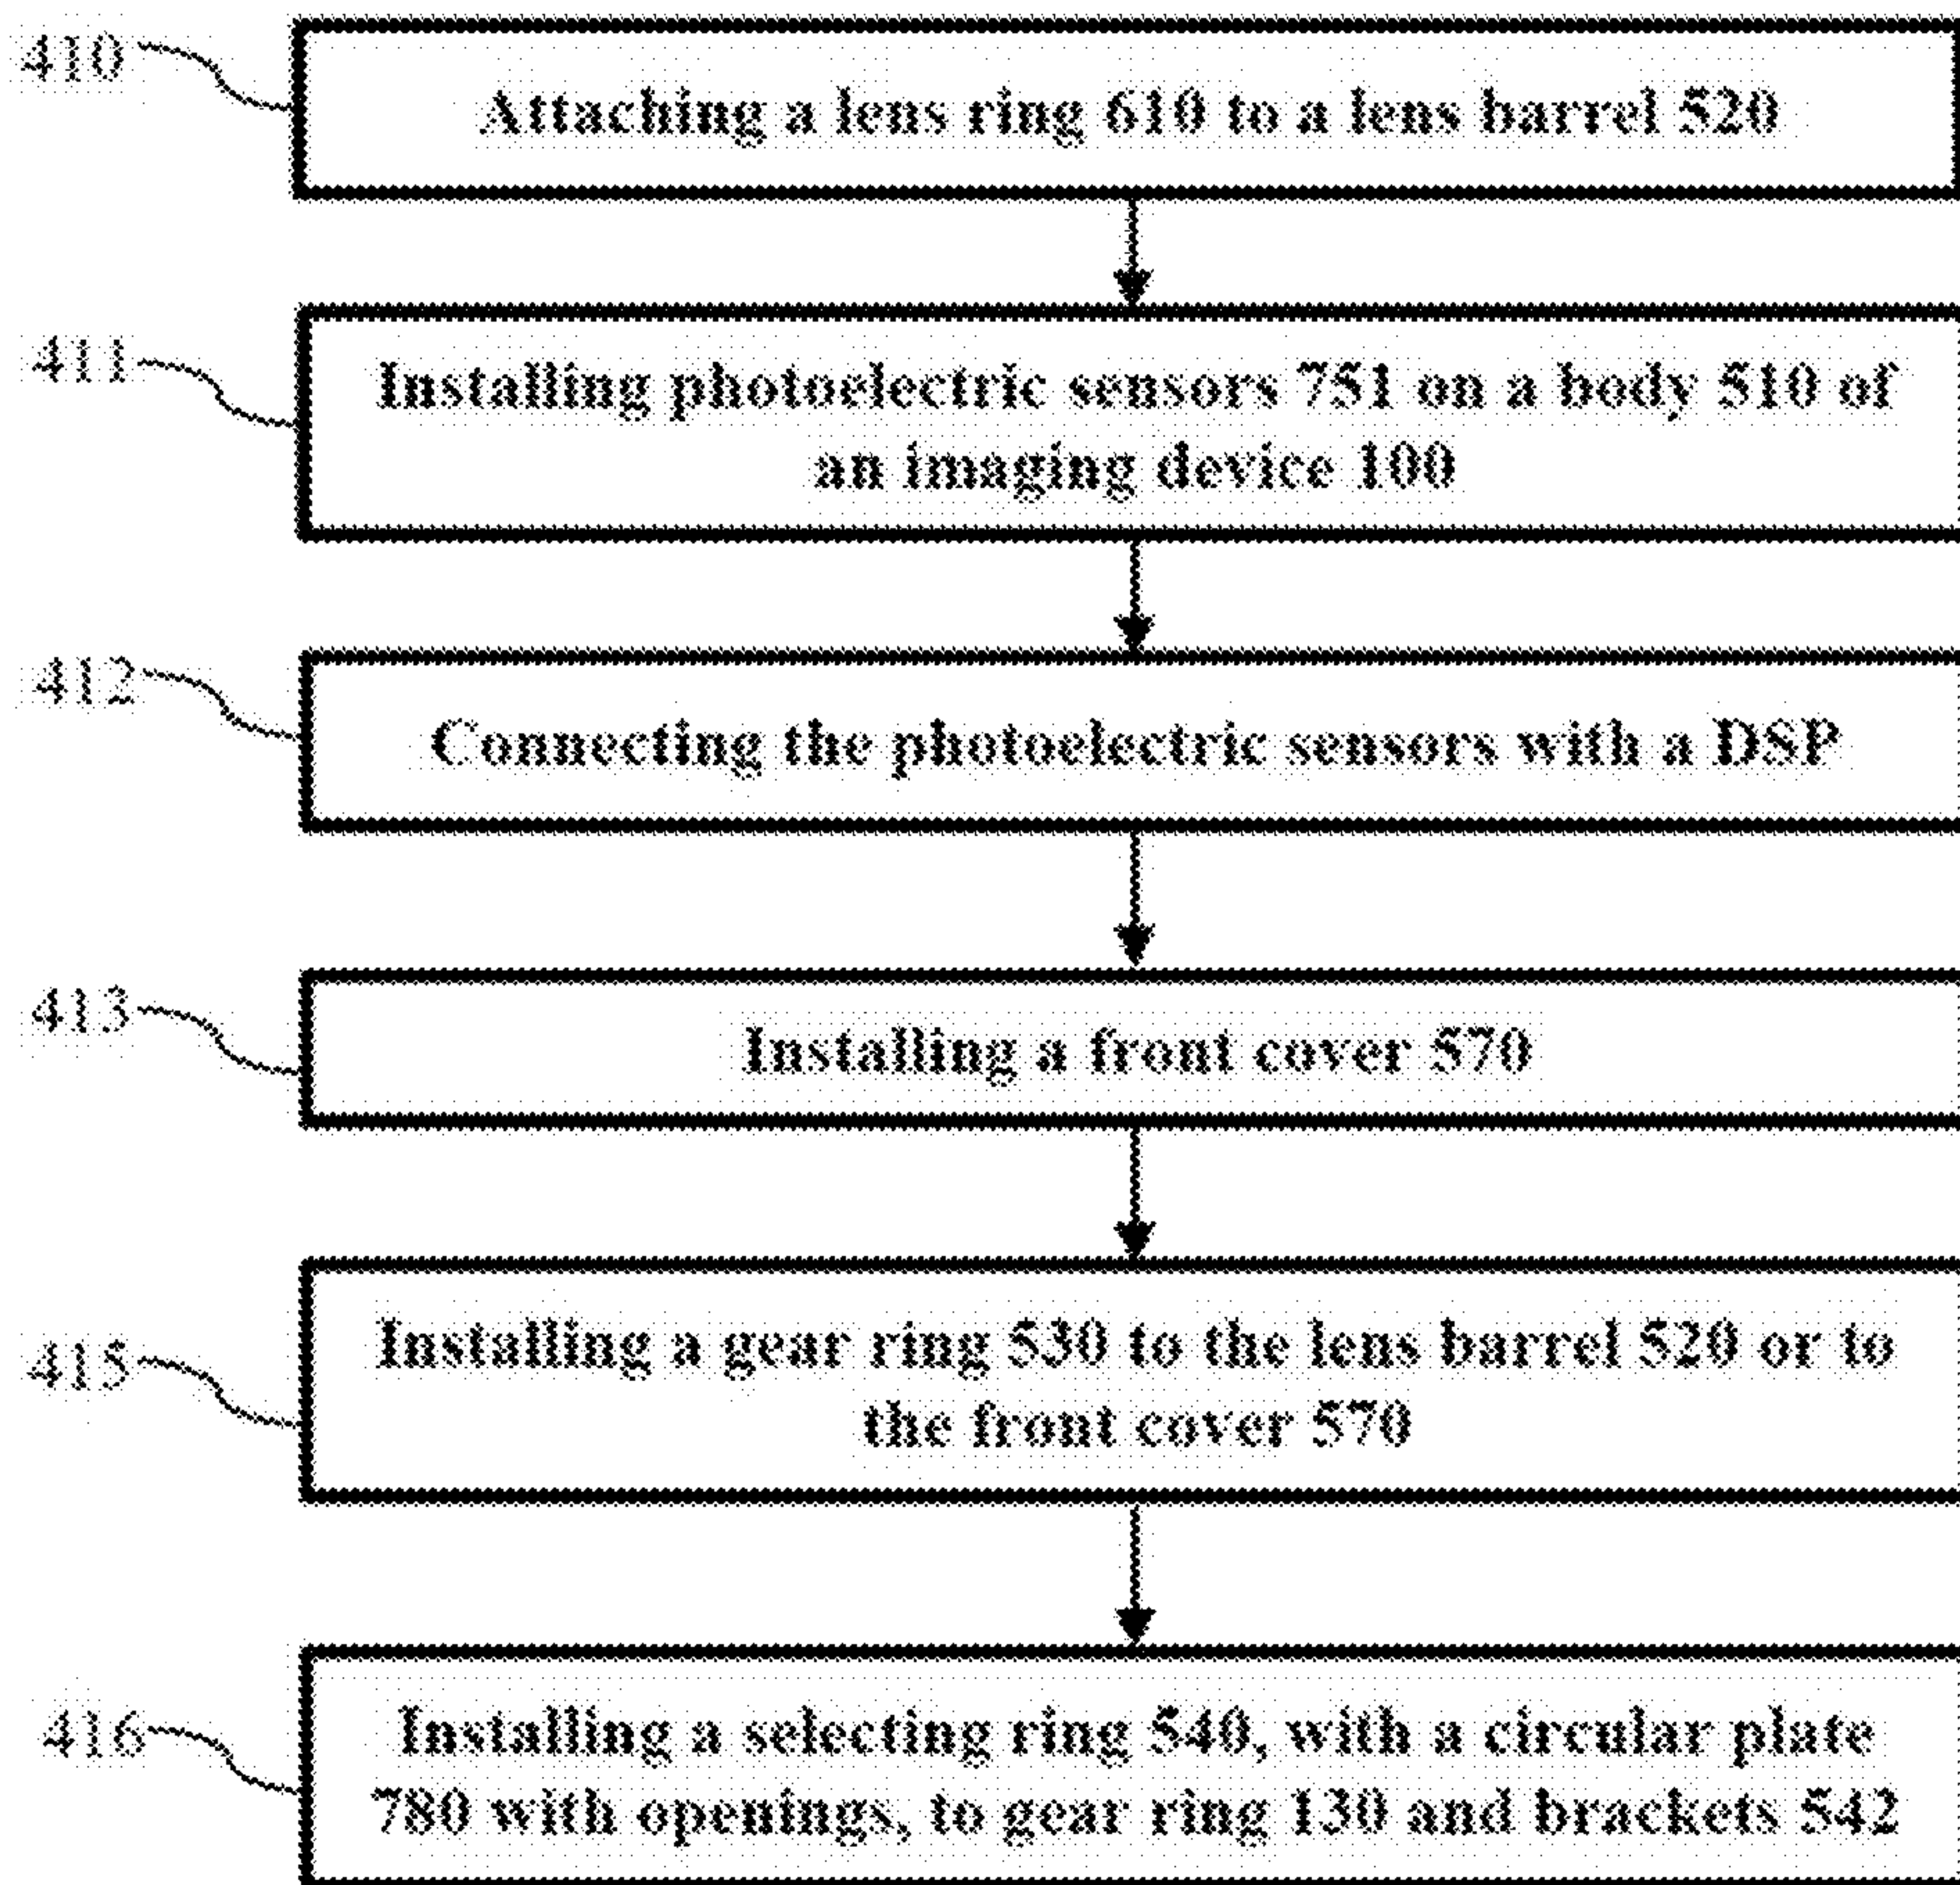 410
Attaching a lens ring 610 to a lens barrel 520
411
Installing photoelectric sensors 751 on a body 510 of
an imaging device 100
412
Connecting the photoelectric sensors with a DSP
413
Installing a front cover 570
415
Installing a gear ring 530 to the lens barrel 520 or to
the front cover 570
416
Installing a selecting ring 540, with a circular plate
780 with openings, to gear ring 130 and brackets 542